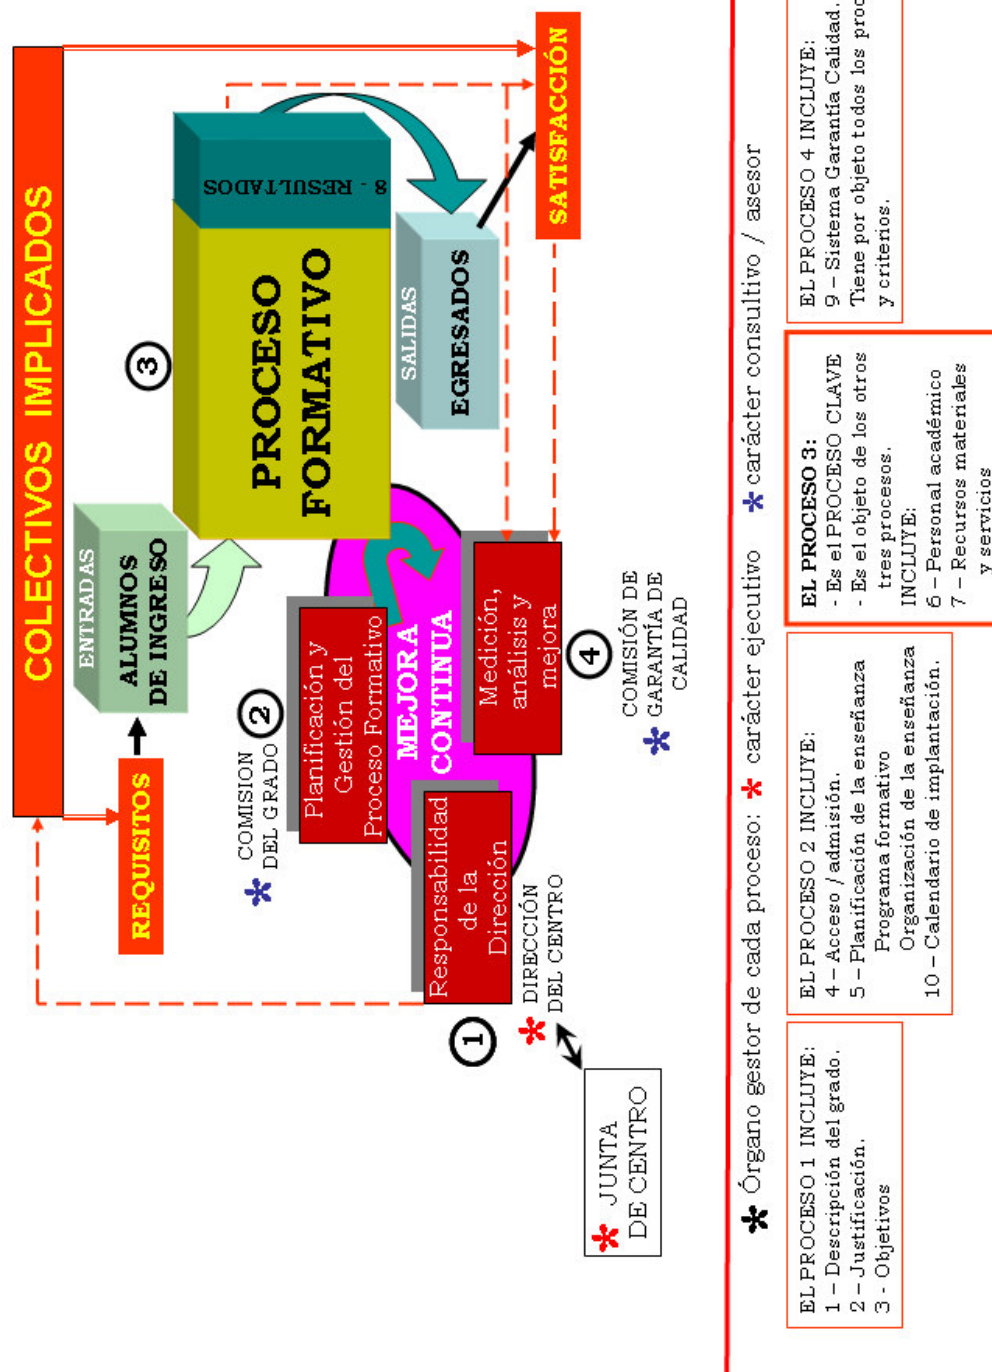 COLECTIVOS IMPLICADOS
ENTRADAS
ALUMNOS
DE INGRESO
REQUISITOS
3
PROCESO
FORMATIVO
8 - RESULTADOS
SALIDAS
EGRESADOS
SATISFACCIÓN
2
COMISION
* DEL GRADO
Planificación y
Gestión del
Proceso Formativo
MEJORA
CONTINUA
Responsabilidad
de la
Dirección
Medición,
análisis y
mejora
1
* DIRECCIÓN
DEL CENTRO
4
COMISIÓN DE
* GARANTÍA DE
CALIDAD
* JUNTA
DE CENTRO
* Órgano gestor de cada proceso: * carácter ejecutivo * carácter consultivo / asesor
EL PROCESO 1 INCLUYE:
1 – Descripción del grado.
2 – Justificación.
3 - Objetivos
EL PROCESO 2 INCLUYE:
4 – Acceso / admisión.
5 – Planificación de la enseñanza
Programa formativo
Organización de la enseñanza
10 – Calendario de implantación.
EL PROCESO 3:
- Es el PROCESO CLAVE
- Es el objeto de los otros
tres procesos.
INCLUYE:
6 – Personal académico
7 – Recursos materiales
y servicios
EL PROCESO 4 INCLUYE:
9 – Sistema Garantía Calidad.
Tiene por objeto todos los
y criterios.